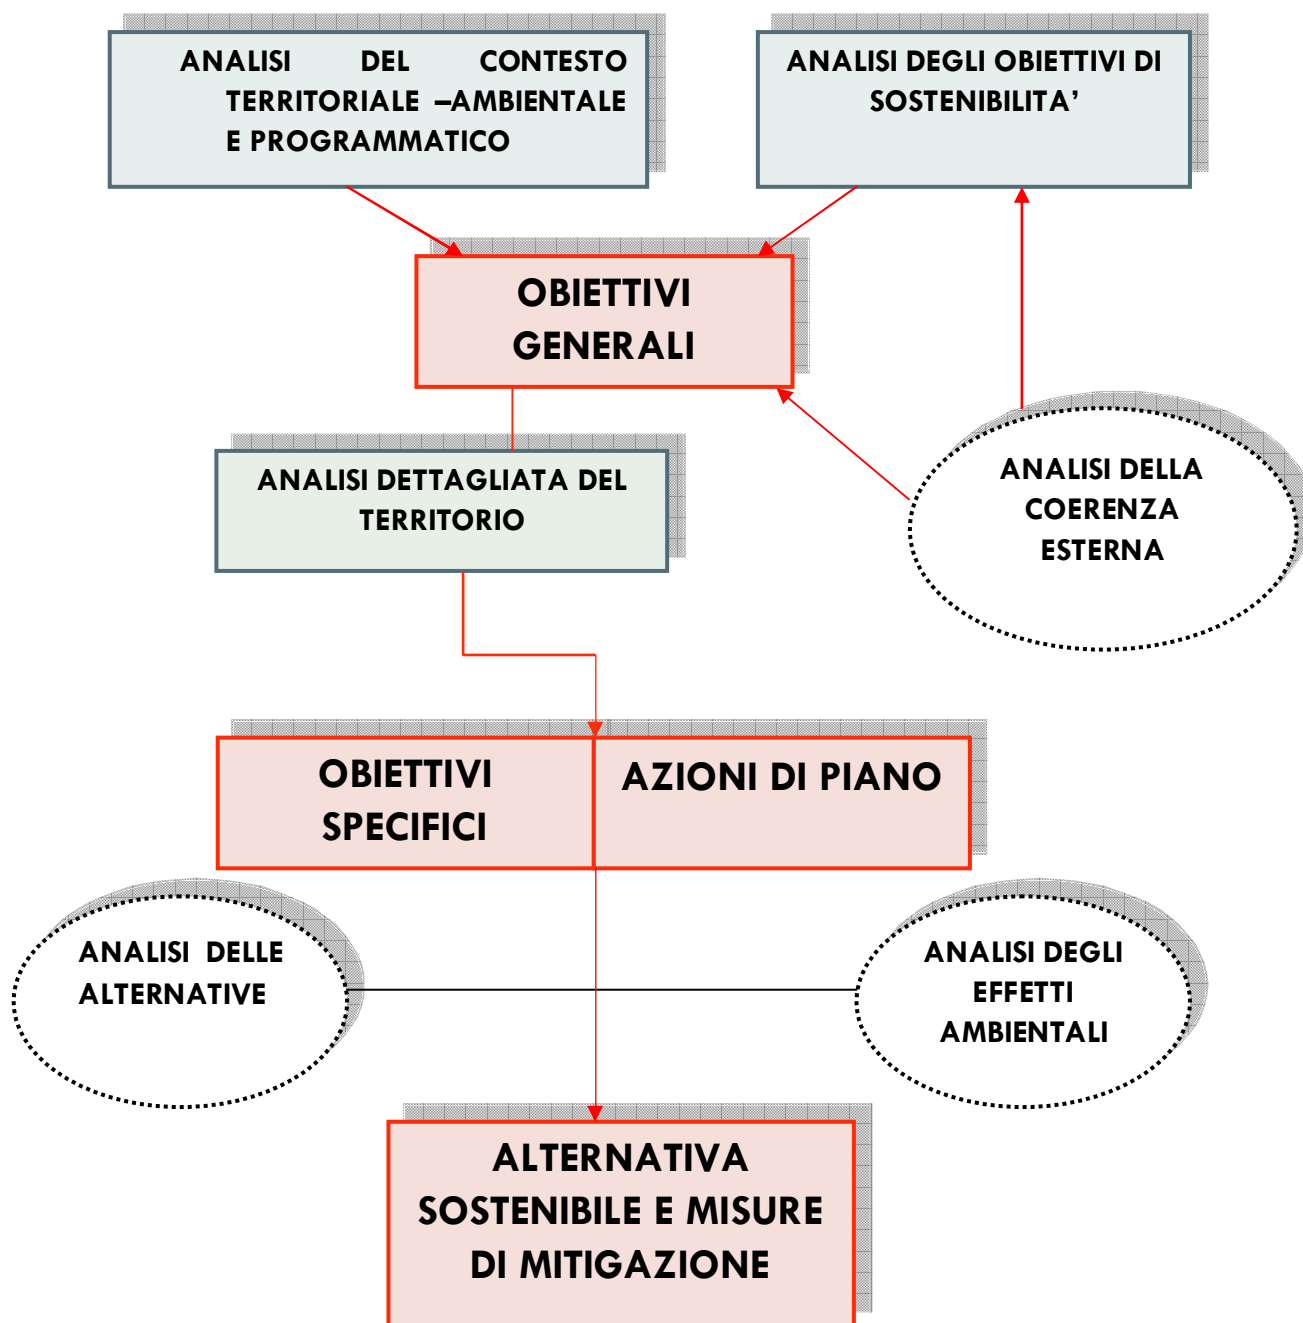 ANALISI DEL CONTESTO
TERRITORIALE –AMBIENTALE
E PROGRAMMATICO
ANALISI DEGLI OBIETTIVI DI
SOSTENIBILITA’
OBIETTIVI
GENERALI
ANALISI DETTAGLIATA DEL
TERRITORIO
ANALISI DELLA
COERENZA
ESTERNA
OBIETTIVI
SPECIFICI
AZIONI DI PIANO
ANALISI DELLE
ALTERNATIVE
ANALISI DEGLI
EFFETTI
AMBIENTALI
ALTERNATIVA
SOSTENIBILE E MISURE
DI MITIGAZIONE